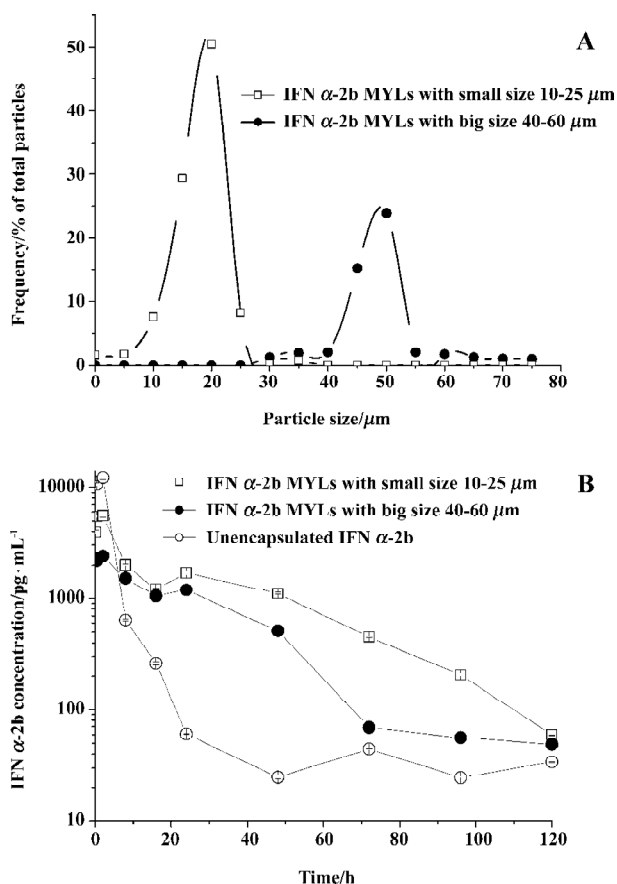 A
50
40
30
20
10
0
Frequency/% of total particles
IFN α-2b MYLs with small size 10-25 μm
IFN α-2b MYLs with big size 40-60 μm
0 10 20 30 40 50 60 70 80
Particle size/μm
B
10000
1000
100
10
IFN α-2b concentration/pg·mL⁻¹
IFN α-2b MYLs with small size 10-25 μm
IFN α-2b MYLs with big size 40-60 μm
Unencapsulated IFN α-2b
0 20 40 60 80 100 120
Time/h